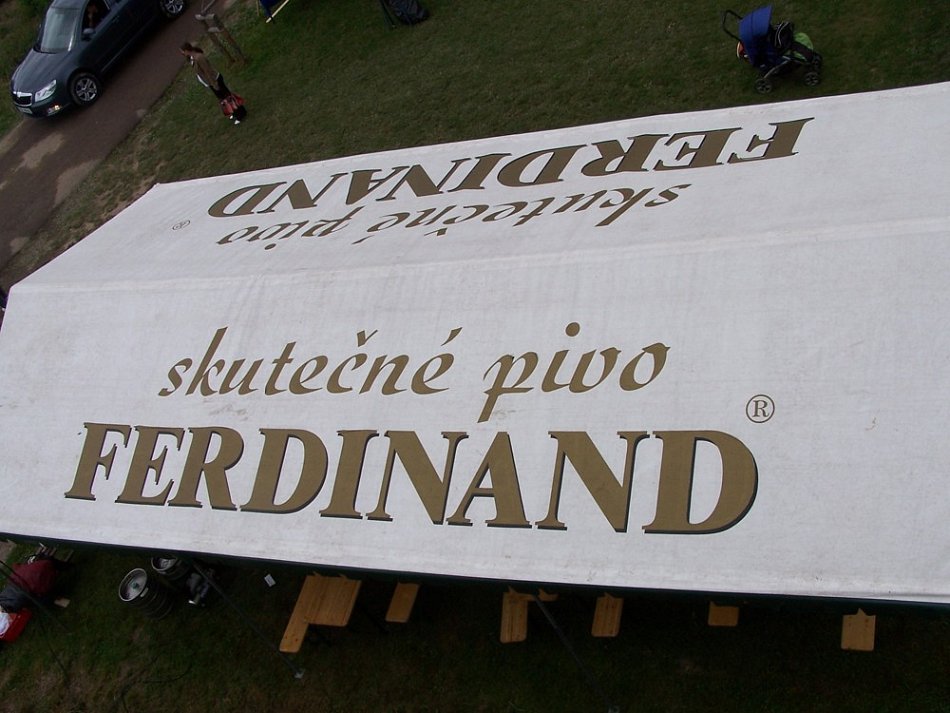 FERDINAND
skutečné pivo
®
skutečné pivo
®
FERDINAND